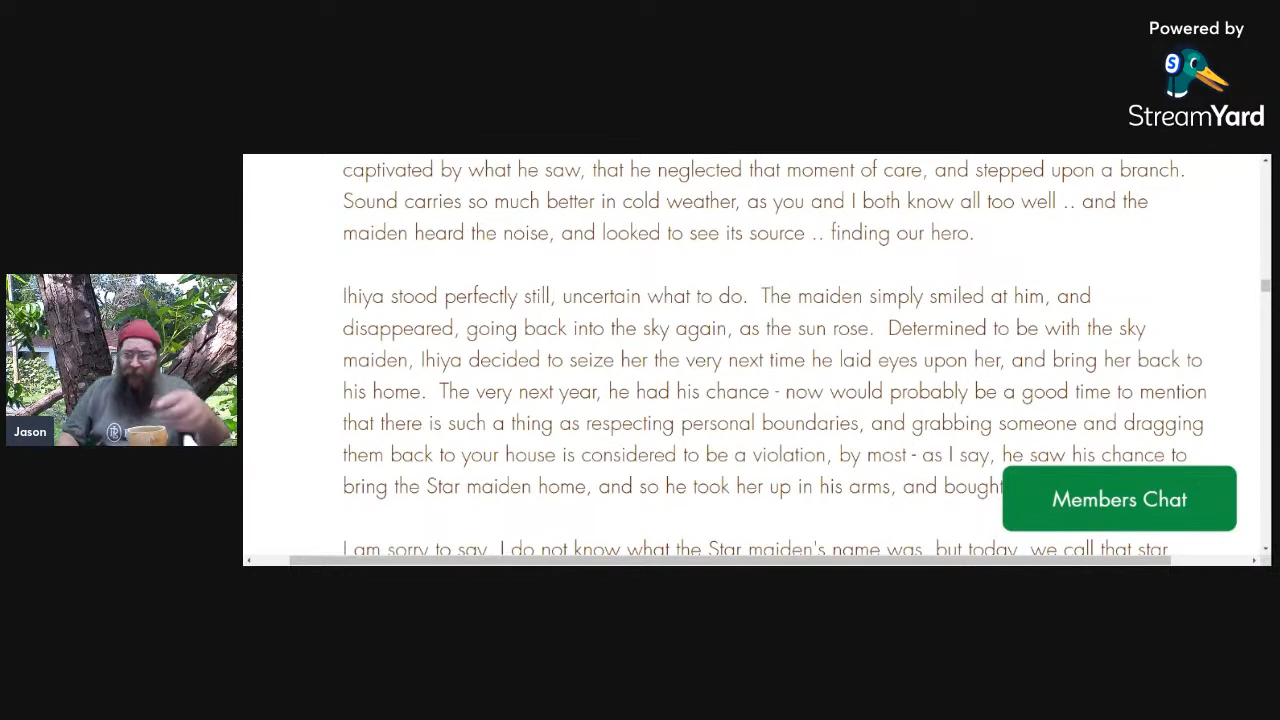 Powered by
S
StreamYard
captivated by what he saw, that he neglected that moment of care, and stepped upon a branch.
Sound carries so much better in cold weather, as you and I both know all too well .. and the
maiden heard the noise, and looked to see its source .. finding our hero.
Ihiya stood perfectly still, uncertain what to do.  The maiden simply smiled at him, and
disappeared, going back into the sky again, as the sun rose.  Determined to be with the sky
maiden, Ihiya decided to seize her the very next time he laid eyes upon her, and bring her back to
his home.  The very next year, he had his chance - now would probably be a good time to mention
that there is such a thing as respecting personal boundaries, and grabbing someone and dragging
them back to your house is considered to be a violation, by most - as I say, he saw his chance to
bring the Star maiden home, and so he took her up in his arms, and bought
Members Chat
I am sorry to say, I do not know what the Star maiden's name was, but today, we call that star
Jason